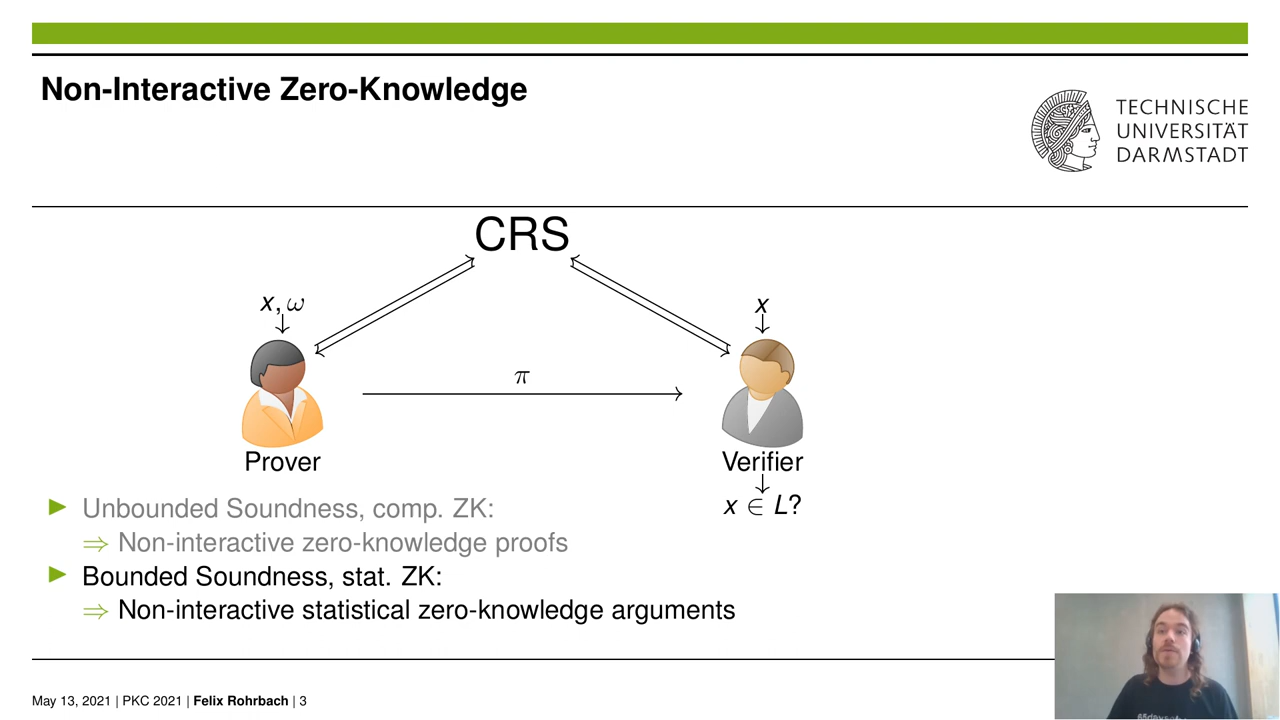 Non-Interactive Zero-Knowledge
TECHNISCHE
UNIVERSITÄT
DARMSTADT
CRS
x, ω
x
π
Prover
Verifier
x ∈ L?
▶ Unbounded Soundness, comp. ZK:
⇒ Non-interactive zero-knowledge proofs
▶ Bounded Soundness, stat. ZK:
⇒ Non-interactive statistical zero-knowledge arguments
May 13, 2021 | PKC 2021 | Felix Rohrbach | 3